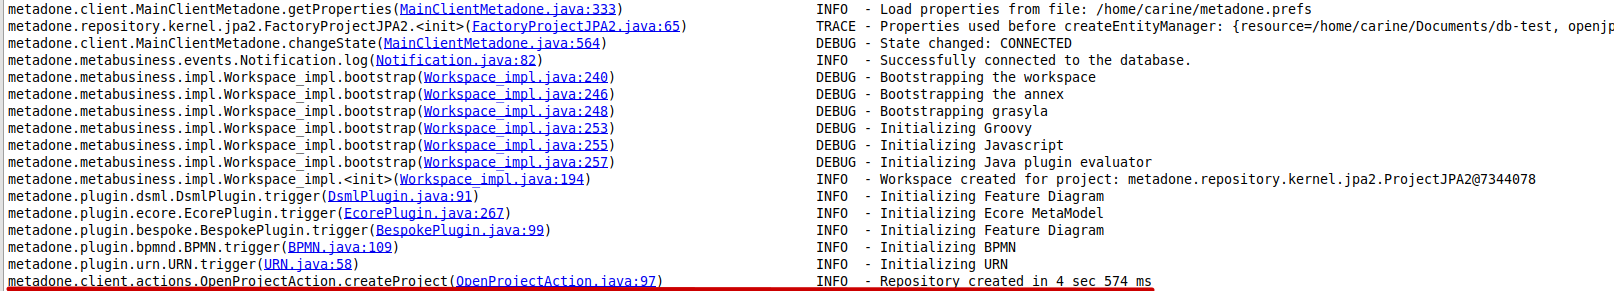 metadone.client.MainClientMetadone.getProperties(MainClientMetadone.java:333) INFO - Load properties from file: /home/carine/metadone.prefs
metadone.repository.kernel.jpa2.FactoryProjectJPA2.<init>(FactoryProjectJPA2.java:65) TRACE - Properties used before createEntityManager: {resource=/home/carine/Documents/db-test, openjp
metadone.client.MainClientMetadone.changeState(MainClientMetadone.java:564) DEBUG - State changed: CONNECTED
metadone.metabusiness.events.Notification.log(Notification.java:82) INFO - Successfully connected to the database.
metadone.metabusiness.impl.Workspace_impl.bootstrap(Workspace_impl.java:240) DEBUG - Bootstrapping the workspace
metadone.metabusiness.impl.Workspace_impl.bootstrap(Workspace_impl.java:246) DEBUG - Bootstrapping the annex
metadone.metabusiness.impl.Workspace_impl.bootstrap(Workspace_impl.java:248) DEBUG - Bootstrapping grasyla
metadone.metabusiness.impl.Workspace_impl.bootstrap(Workspace_impl.java:253) DEBUG - Initializing Groovy
metadone.metabusiness.impl.Workspace_impl.bootstrap(Workspace_impl.java:255) DEBUG - Initializing Javascript
metadone.metabusiness.impl.Workspace_impl.bootstrap(Workspace_impl.java:257) DEBUG - Initializing Java plugin evaluator
metadone.metabusiness.impl.Workspace_impl.<init>(Workspace_impl.java:194) INFO - Workspace created for project: metadone.repository.kernel.jpa2.ProjectJPA2@7344078
metadone.plugin.dsml.DsmlPlugin.trigger(DsmlPlugin.java:91) INFO - Initializing Feature Diagram
metadone.plugin.ecore.EcorePlugin.trigger(EcorePlugin.java:267) INFO - Initializing Ecore MetaModel
metadone.plugin.bespoke.BespokePlugin.trigger(BespokePlugin.java:99) INFO - Initializing Feature Diagram
metadone.plugin.bpmnd.BPMN.trigger(BPMN.java:109) INFO - Initializing BPMN
metadone.plugin.urn.URN.trigger(URN.java:58) INFO - Initializing URN
metadone.client.actions.OpenProjectAction.createProject(OpenProjectAction.java:97) INFO - Repository created in 4 sec 574 ms